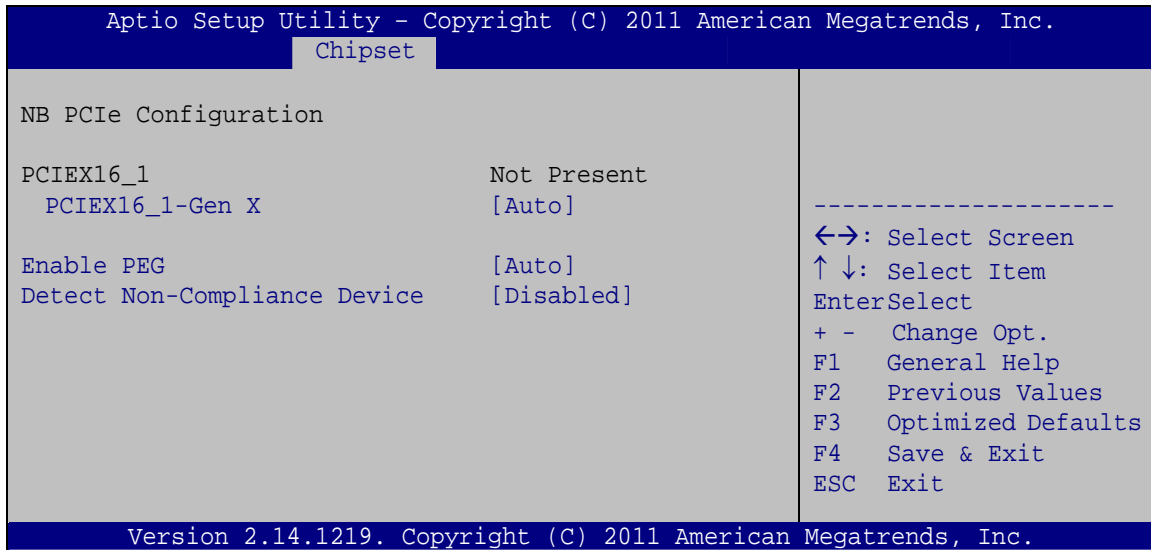 Aptio Setup Utility – Copyright (C) 2011 American Megatrends, Inc.
Chipset
NB PCIe Configuration
PCIEX16_1 Not Present
PCIEX16_1-Gen X [Auto]
Enable PEG [Auto]
Detect Non-Compliance Device [Disabled]
---------------------
←→: Select Screen
↑ ↓: Select Item
EnterSelect
+ - Change Opt.
F1 General Help
F2 Previous Values
F3 Optimized Defaults
F4 Save & Exit
ESC Exit
Version 2.14.1219. Copyright (C) 2011 American Megatrends, Inc.